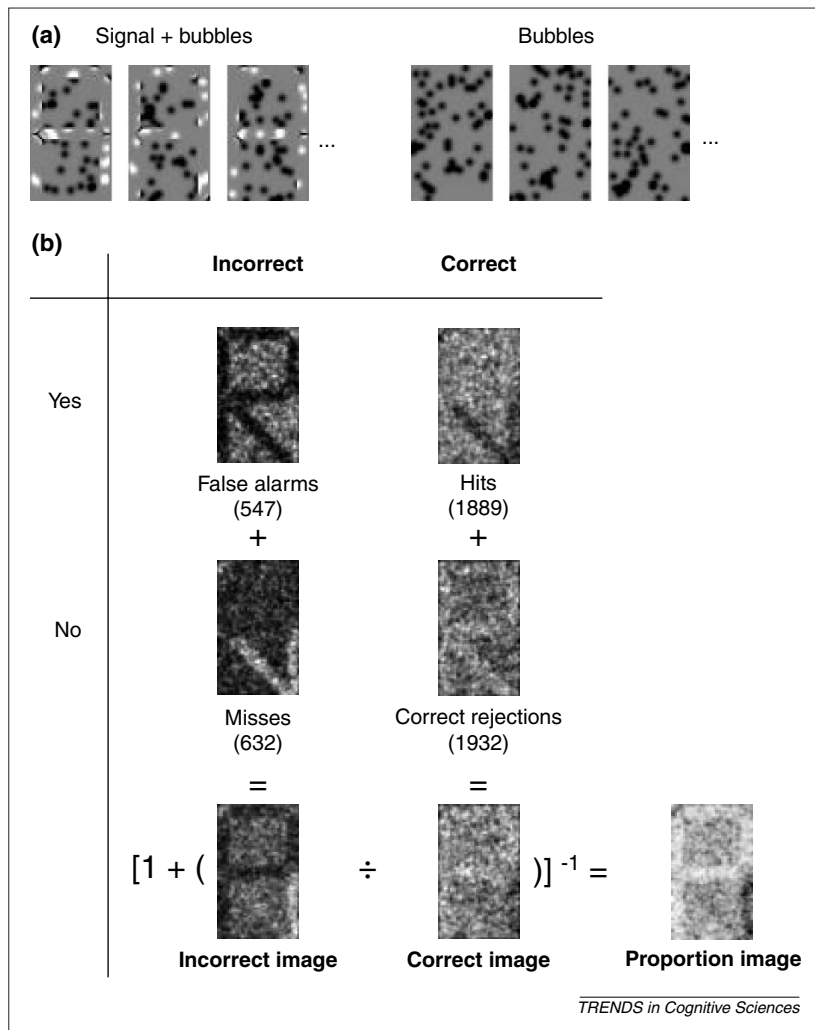 (a) Signal + bubbles Bubbles
... ...
(b)
Incorrect Correct
Yes
False alarms Hits
(547) (1889)
+ +
No
Misses Correct rejections
(632) (1932)
= =
[1 + ( ÷ )] -1 =
Incorrect image Correct image Proportion image
TRENDS in Cognitive Sciences